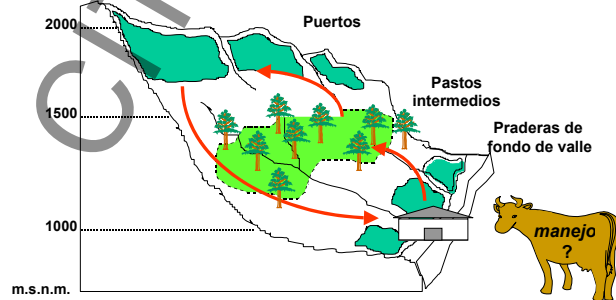 Puertos
2000
Pastos
intermedios
1500
Praderas de
fondo de valle
1000
manejo
?
m.s.n.m.